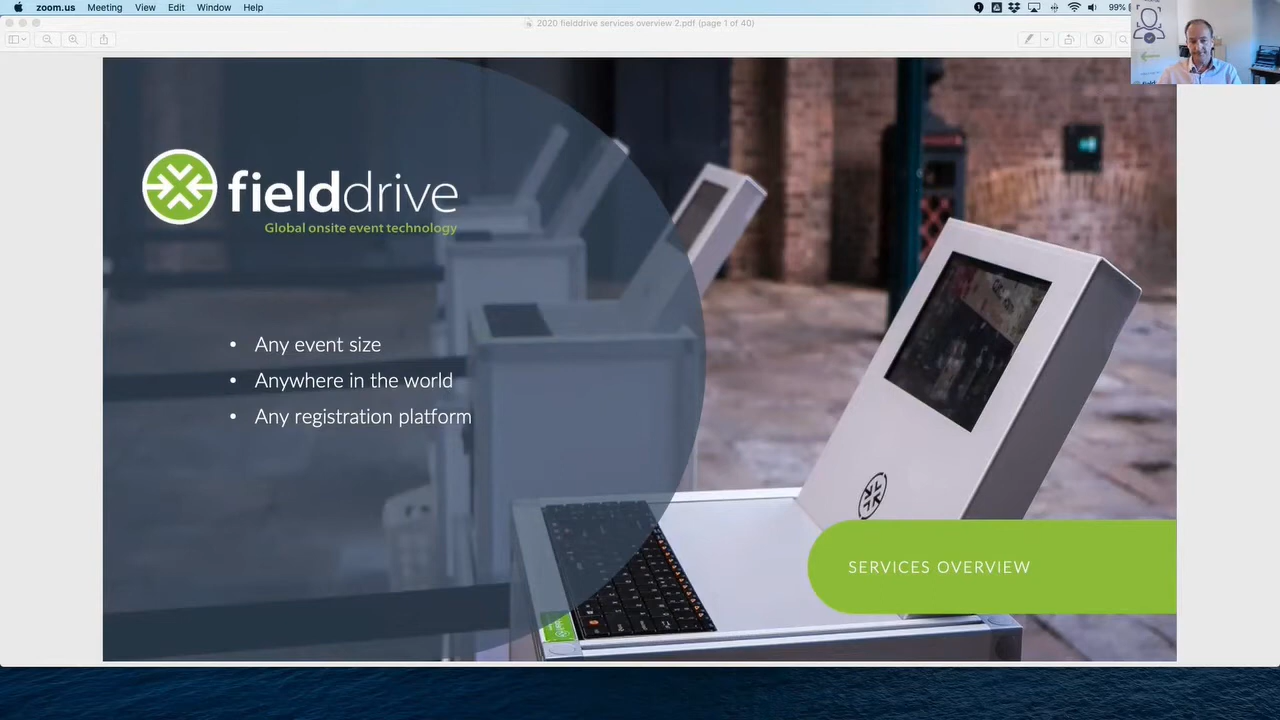 zoom.us Meeting View Edit Window Help
99%
2020 fielddrive services overview 2.pdf (page 1 of 40)
fielddrive
Global onsite event technology
• Any event size
• Anywhere in the world
• Any registration platform
SERVICES OVERVIEW